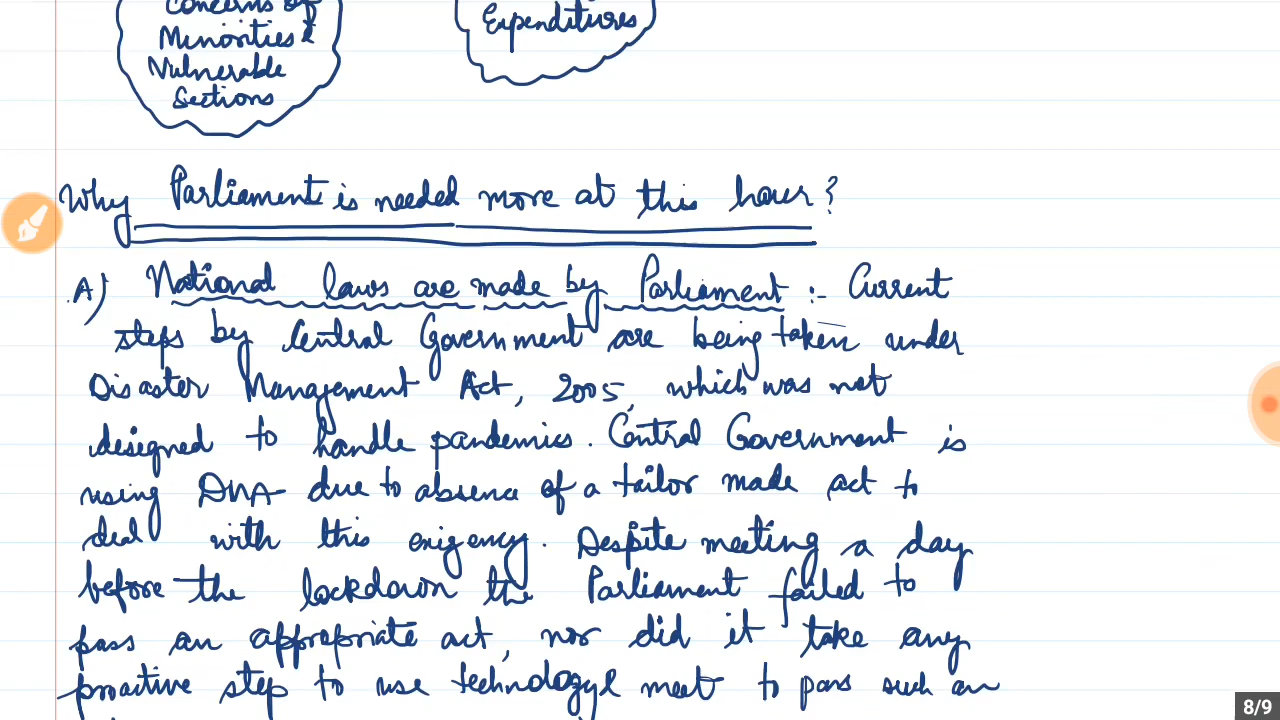 Concerns of
Minorities &
Vulnerable
Sections
Expenditures
Why Parliament is needed more at this hour?
A) National laws are made by Parliament :- Current
steps by Central Government are being taken under
Disaster Management Act, 2005, which was not
designed to handle pandemics. Central Government is
using DMA due to absence of a tailor made act to
deal with this exigency. Despite meeting a day
before the lockdown the Parliament failed to
pass an appropriate act, nor did it take any
proactive step to use technology & meet to pass such an
8/9